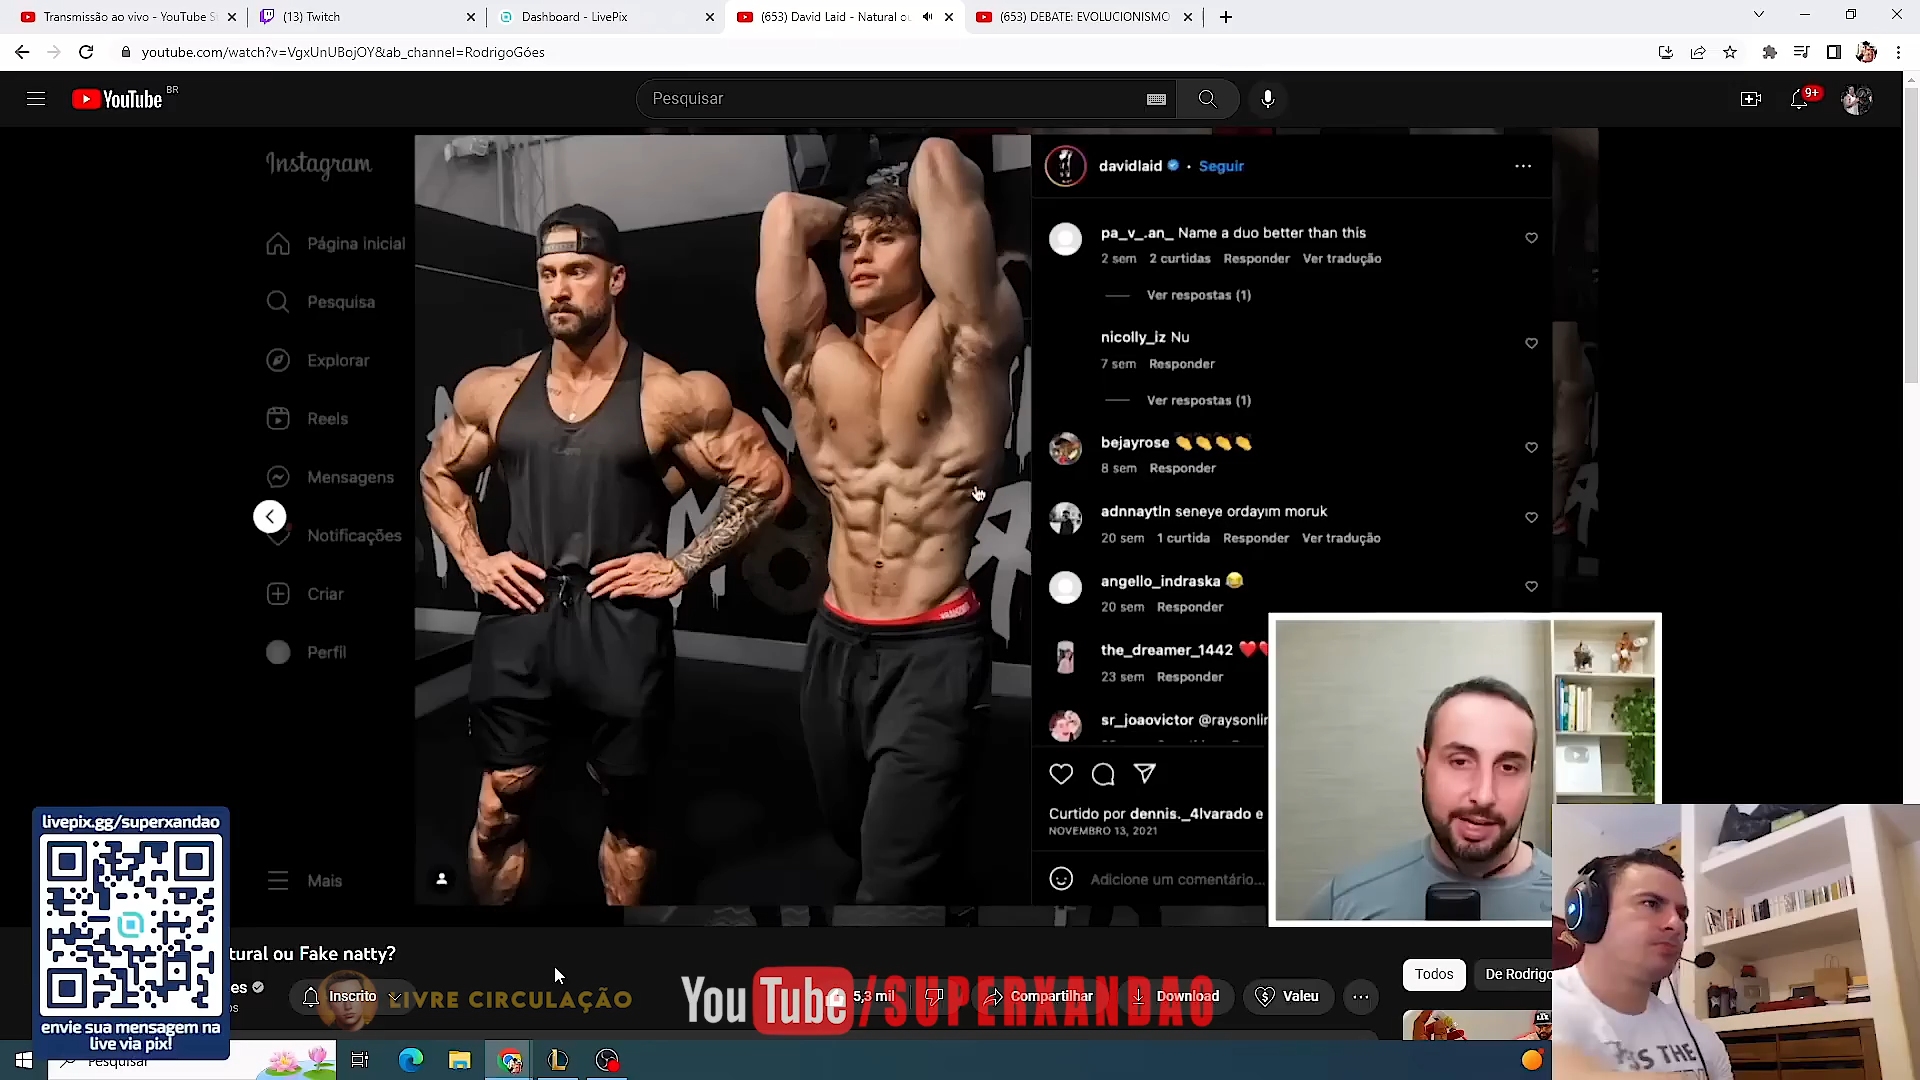 Transmissão ao vivo - YouTube S
(13) Twitch
Dashboard - LivePix
(653) David Laid - Natural ou
(653) DEBATE: EVOLUCIONISMO
youtube.com/watch?v=VgxUnUBojOY&ab_channel=RodrigoGóes
YouTube BR
Pesquisar
9+
Instagram
Página inicial
Pesquisa
Explorar
Reels
Mensagens
Notificações
Criar
Perfil
Mais
davidlaid • Seguir
pa_v_.an_ Name a duo better than this
2 sem 2 curtidas Responder Ver tradução
Ver respostas (1)
nicolly_iz Nu
7 sem Responder
Ver respostas (1)
bejayrose 👏👏👏👏
8 sem Responder
adnnaytln seneye ordayım moruk
20 sem 1 curtida Responder Ver tradução
angello_indraska 😂
20 sem Responder
the_dreamer_1442 ❤️
23 sem Responder
sr_joaovictor @raysonlin
Curtido por dennis._4lvarado e
NOVEMBRO 13, 2021
Adicione um comentário...
livepix.gg/superxandao
envie sua mensagem na
live via pix!
tural ou Fake natty?
es
os
Inscrito
LIVRE CIRCULAÇÃO
YouTube/SUPERXANDAO
5,3 mil
Compartilhar
Download
Valeu
Todos
De Rodrigo
Pesquisar